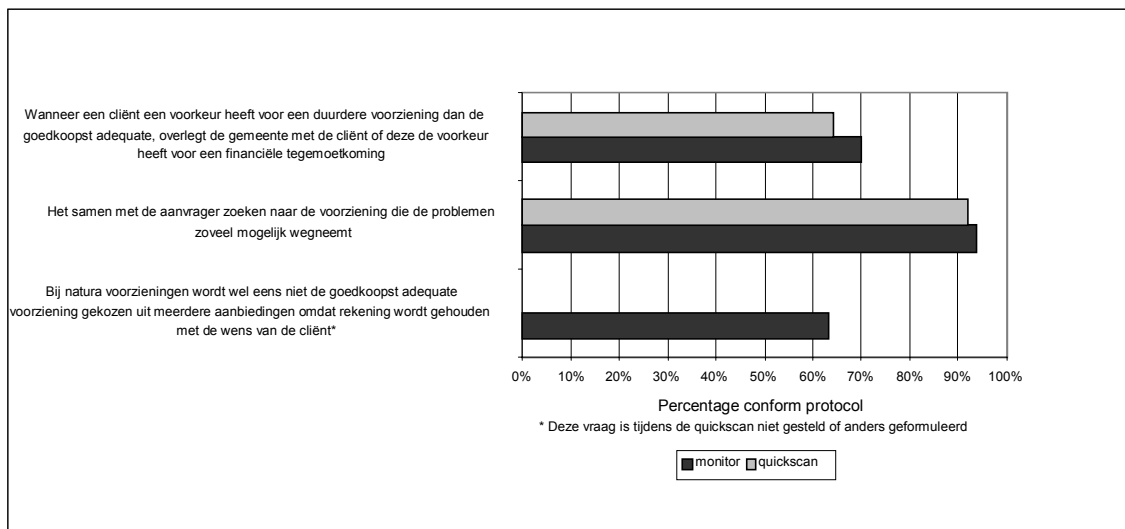 Wanneer een cliënt een voorkeur heeft voor een duurdere voorziening dan de
goedkoopst adequate, overlegt de gemeente met de cliënt of deze de voorkeur
heeft voor een financiële tegemoetkoming
Het samen met de aanvrager zoeken naar de voorziening die de problemen
zoveel mogelijk wegneemt
Bij natura voorzieningen wordt wel eens niet de goedkoopst adequate
voorziening gekozen uit meerdere aanbiedingen omdat rekening wordt gehouden
met de wens van de cliënt*
0% 10% 20% 30% 40% 50% 60% 70% 80% 90% 100%
Percentage conform protocol
* Deze vraag is tijdens de quickscan niet gesteld of anders geformuleerd
monitor quickscan